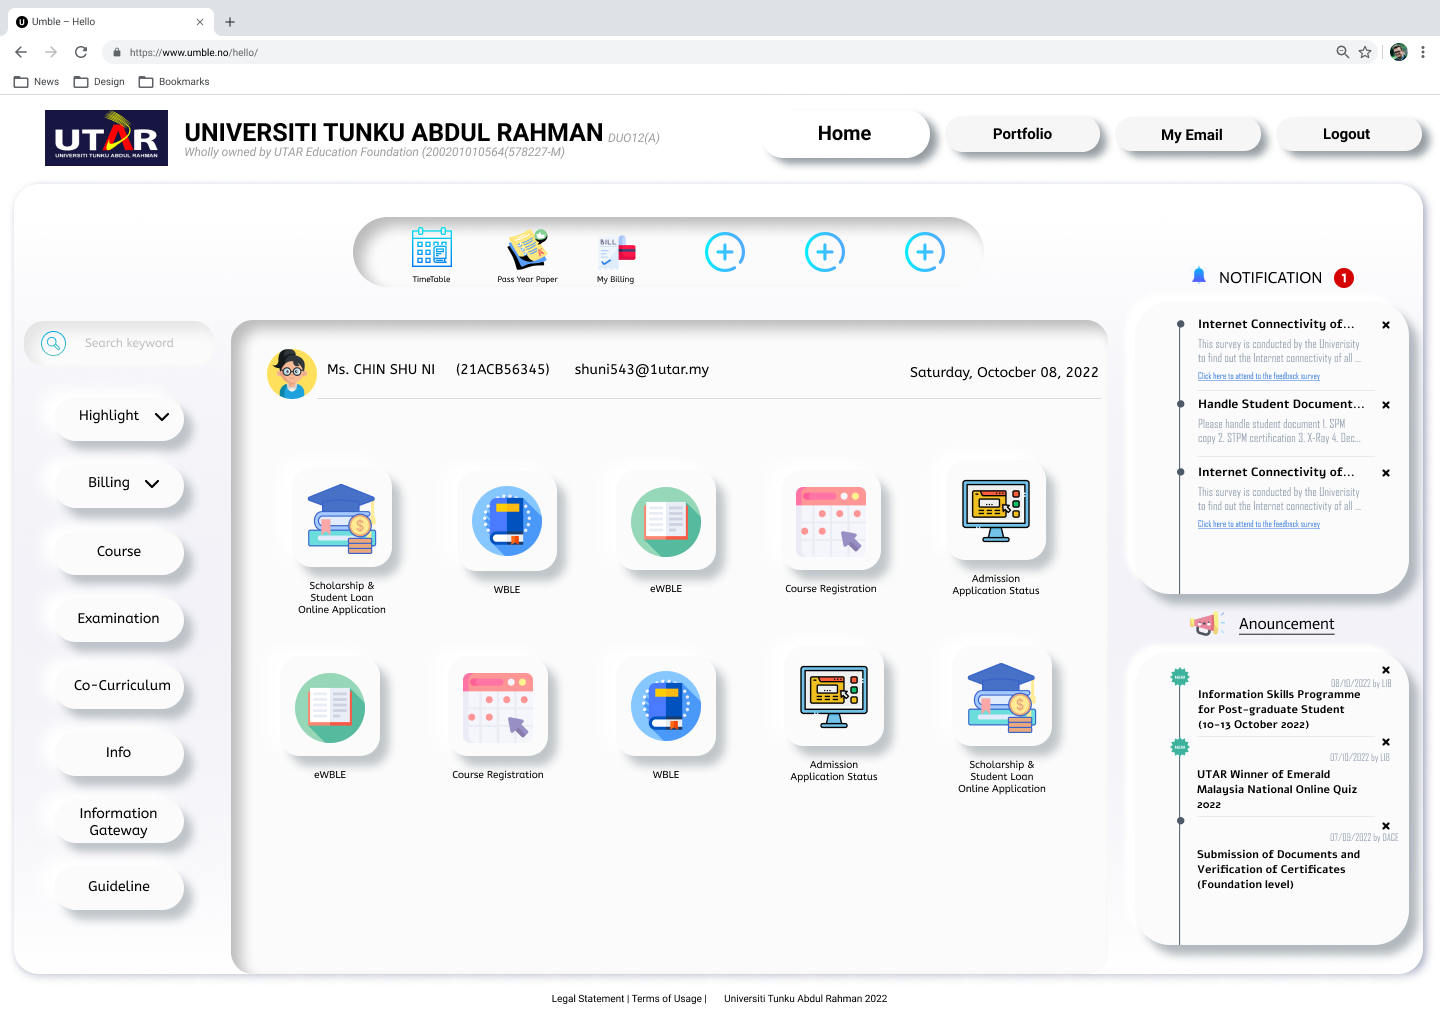 Umble – Hello
https://www.umble.no/hello/
News
Design
Bookmarks
UTAR
UNIVERSITI TUNKU ABDUL RAHMAN
UNIVERSITI TUNKU ABDUL RAHMAN DUO12(A)
Wholly owned by UTAR Education Foundation (200201010564(578227-M)
Home
Portfolio
My Email
Logout
BILL
TimeTable
Pass Year Paper
My Billing
NOTIFICATION 1
Search keyword
Highlight
Billing
Course
Examination
Co-Curriculum
Info
Information
Gateway
Guideline
Ms. CHIN SHU NI (21ACB56345) shuni543@1utar.my
Saturday, Octocber 08, 2022
Scholarship &
Student Loan
Online Application
WBLE
eWBLE
Course Registration
Admission
Application Status
eWBLE
Course Registration
WBLE
Admission
Application Status
Scholarship &
Student Loan
Online Application
Internet Connectivity of...
This survey is conducted by the Univerisity
to find out the Internet connectivity of all ...
Click here to attend to the feedback survey
Handle Student Document...
Please handle student document 1. SPM
copy 2. STPM certification 3. X-Ray 4. Dec...
Internet Connectivity of...
This survey is conducted by the Univerisity
to find out the Internet connectivity of all ...
Click here to attend to the feedback survey
Anouncement
NEW
08/10/2022 by LIB
Information Skills Programme
for Post-graduate Student
(10-13 October 2022)
NEW
07/10/2022 by LIB
UTAR Winner of Emerald
Malaysia National Online Quiz
2022
07/09/2022 by DACE
Submission of Documents and
Verification of Certificates
(Foundation level)
Legal Statement | Terms of Usage | Universiti Tunku Abdul Rahman 2022